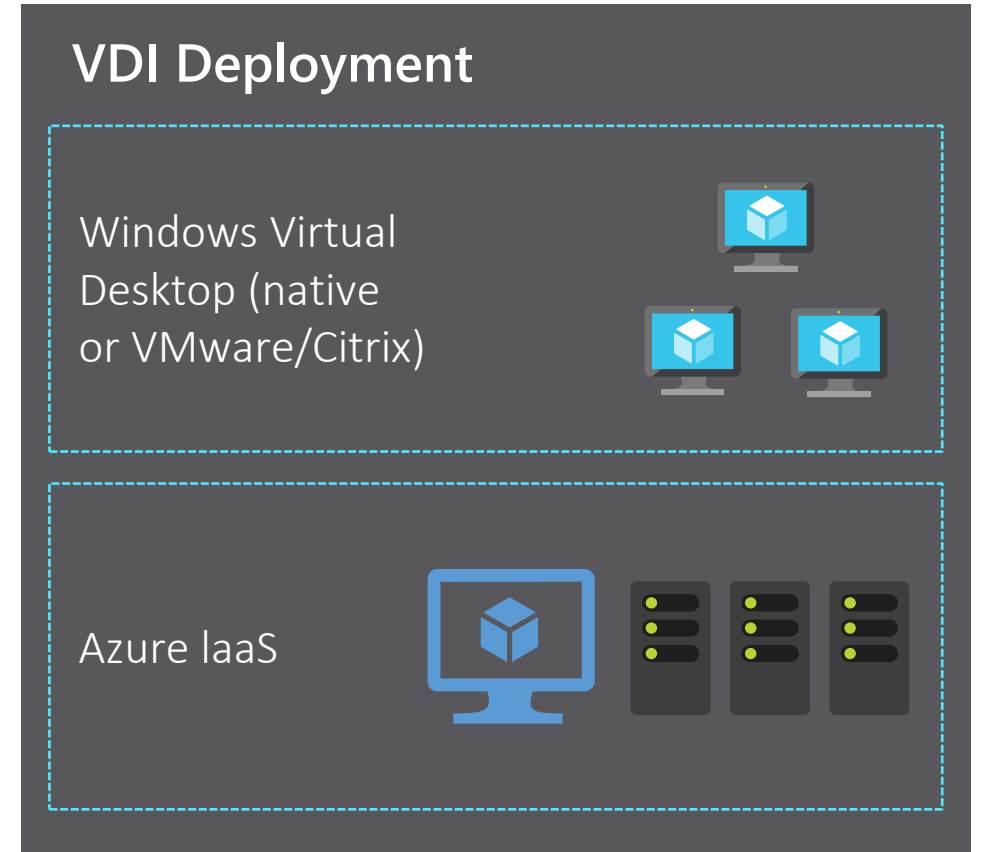 VDI Deployment
Windows Virtual
Desktop (native
or VMware/Citrix)
Azure IaaS